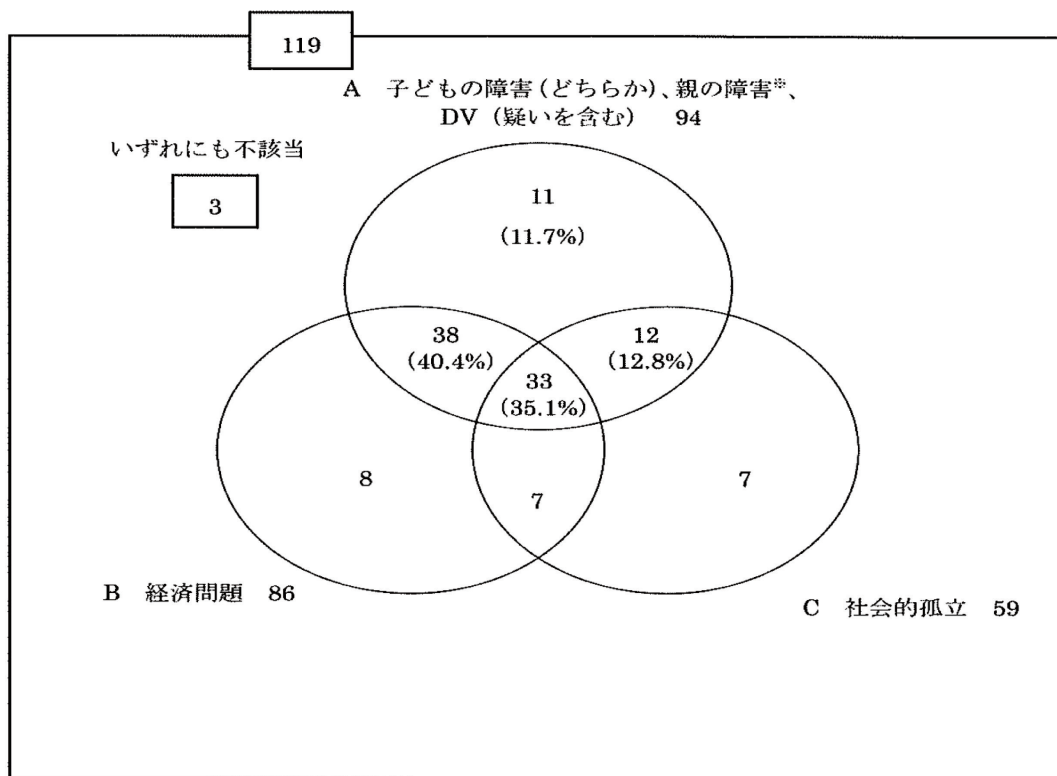 119
A 子どもの障害(どちらか)、親の障害※、
DV(疑いを含む) 94
いずれにも不該当
3
11
(11.7%)
38
(40.4%)
12
(12.8%)
33
(35.1%)
8
7
7
B 経済問題 86
C 社会的孤立 59